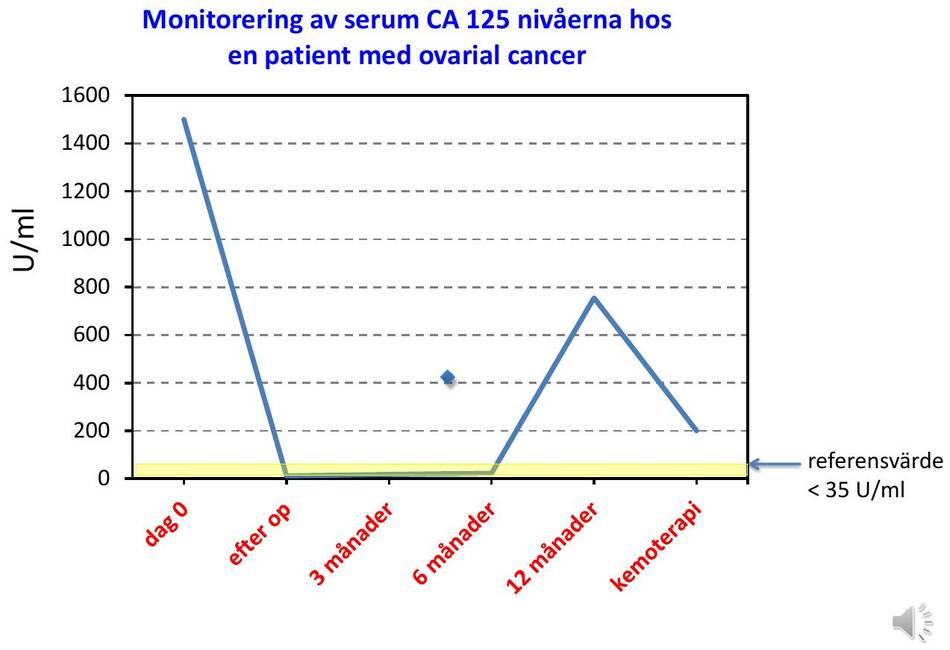 Monitorering av serum CA 125 nivåerna hos
en patient med ovarial cancer
1600
1400
1200
1000
800
600
400
200
0
U/ml
dag 0
efter op
3 månader
6 månader
12 månader
kemoterapi
referensvärde
< 35 U/ml